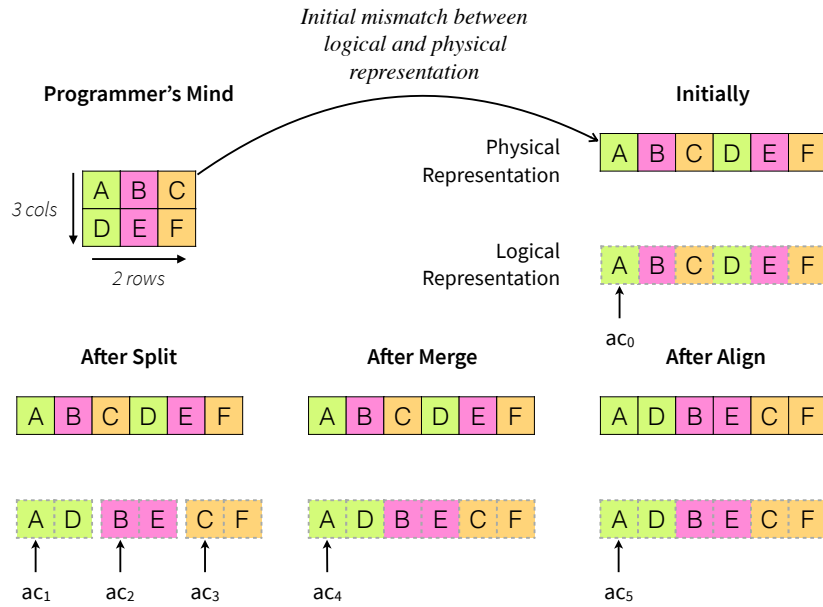 Initial mismatch between
logical and physical
representation
Programmer's Mind
Initially
Physical
Representation
A B C D E F
A B C
D E F
3 cols
2 rows
Logical
Representation
A B C D E F
ac0
After Split
After Merge
After Align
A B C D E F
A B C D E F
A D B E C F
A D B E C F
A D B E C F
A D B E C F
ac1
ac2
ac3
ac4
ac5